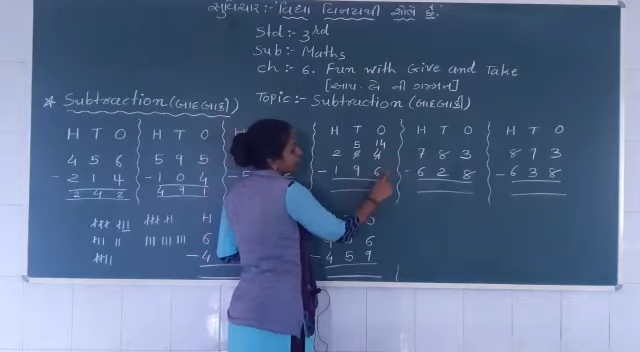 સુવિચાર :- "વિદ્યા વિનયથી શોભે છે."
Std :- 3rd
Sub :- Maths
Ch :- 6. Fun with Give and Take
[આપ-લે ની ગમ્મત]
* Subtraction (બાદબાકી) Topic :- Subtraction (બાદબાકી)
H T O H T O H H T O H T O H T O
5 14
4 5 6 5 9 5 2 8 4 7 8 3 8 7 3
- 2 1 4 - 1 0 4 - 5 - 1 9 6 - 6 2 8 - 6 3 8
2 4 2 4 9 1
H O
6 6
- 4 - 4 5 9